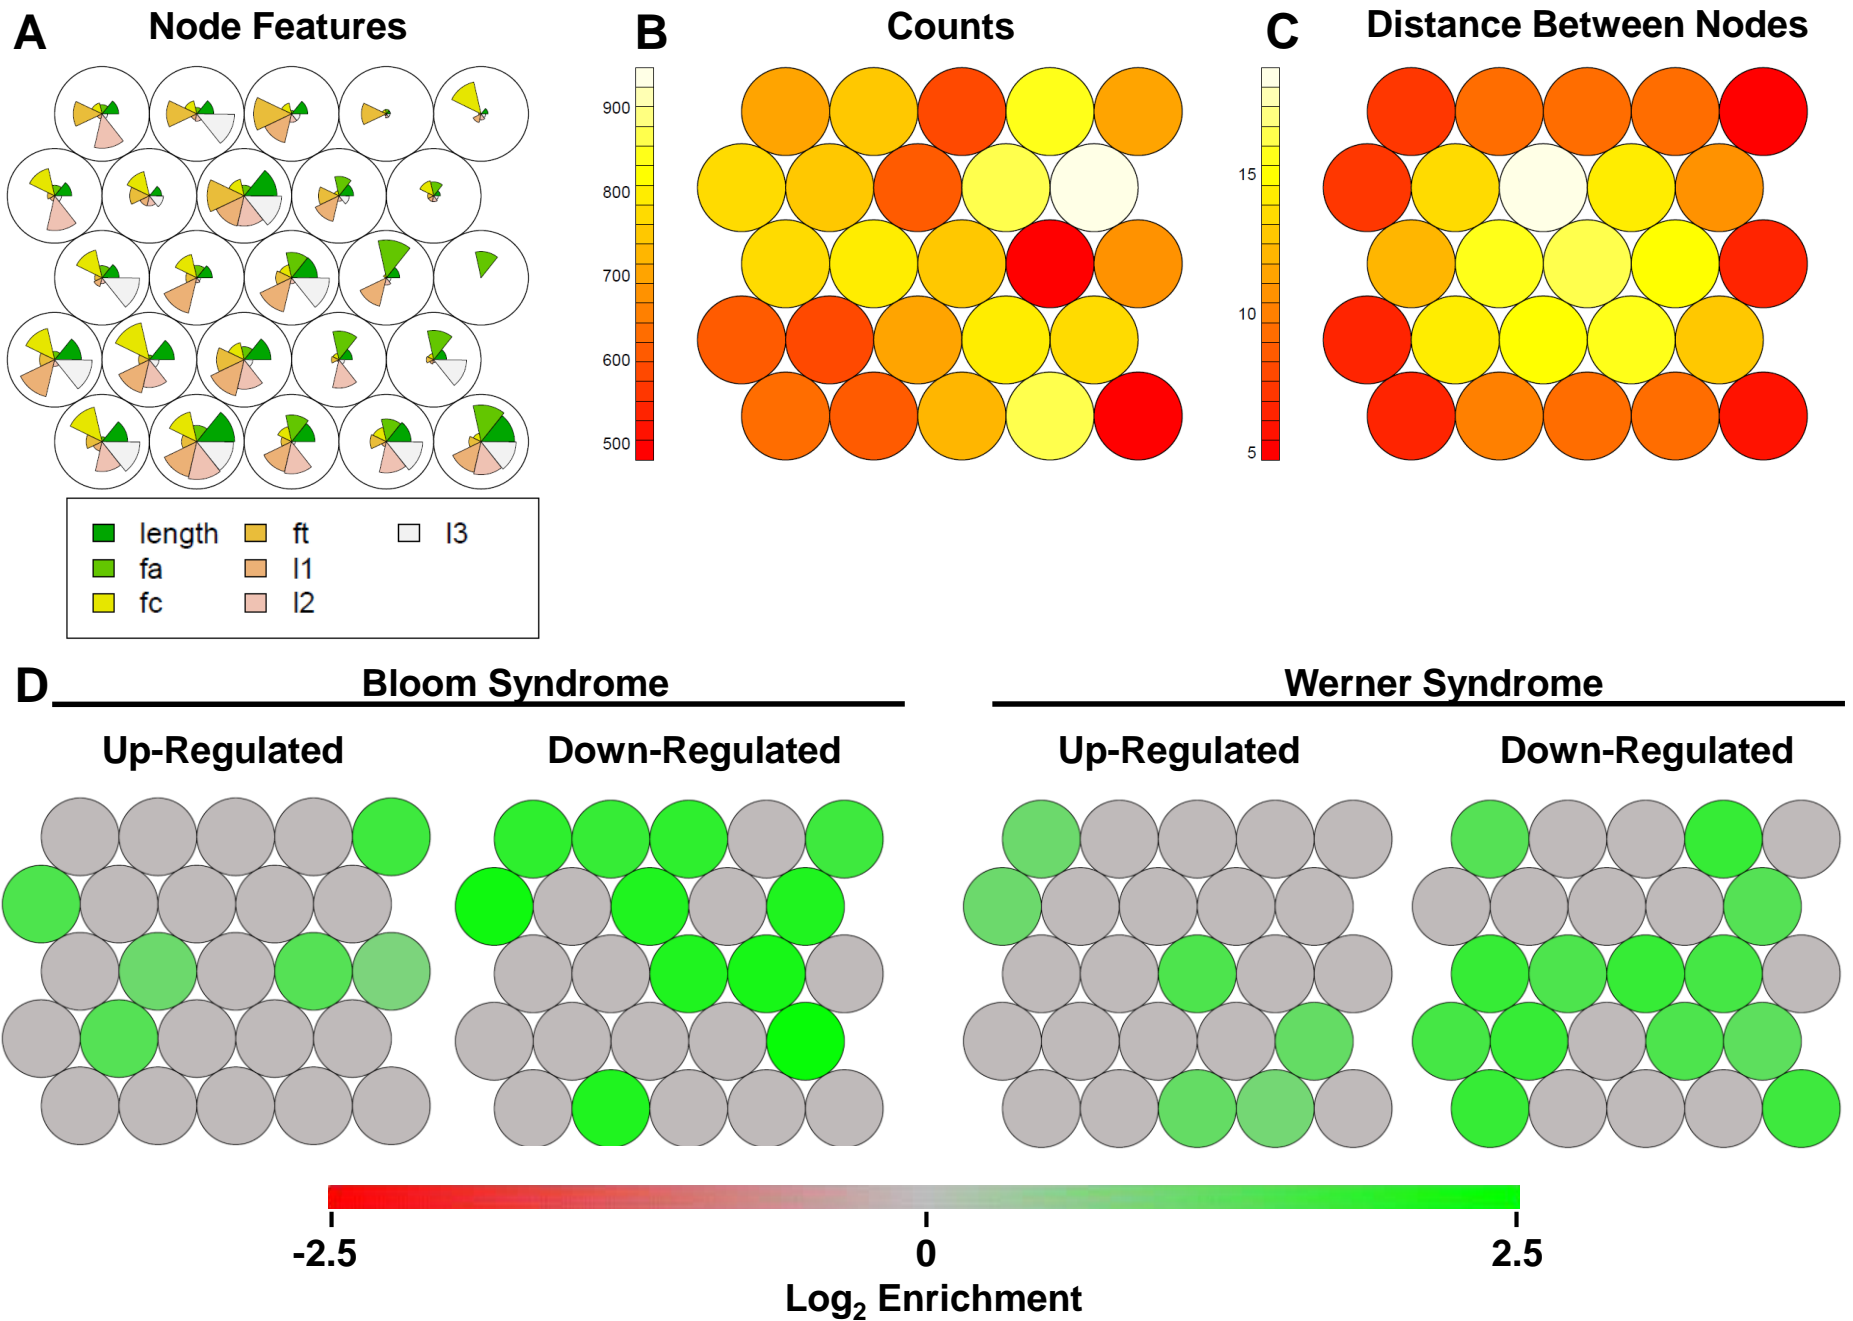 A Node Features
length ft l3
fa l1
fc l2
B Counts
900
800
700
600
500
C Distance Between Nodes
15
10
5
D Bloom Syndrome Werner Syndrome
Up-Regulated Down-Regulated Up-Regulated Down-Regulated
-2.5 0 2.5
Log2 Enrichment